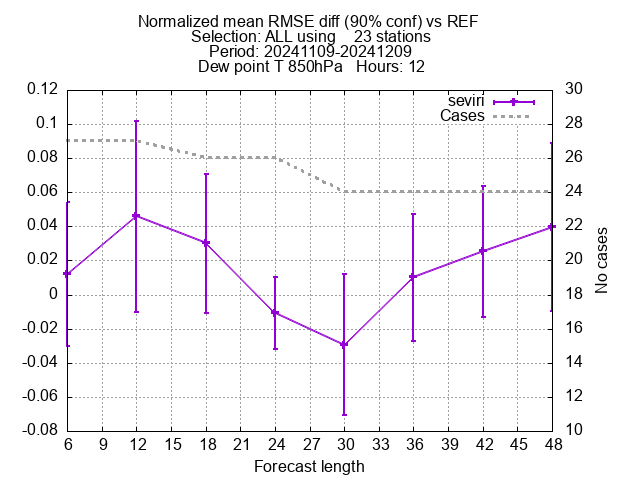 Normalized mean RMSE diff (90% conf) vs REF
Selection: ALL using    23 stations
Period: 20241109-20241209
Dew point T 850hPa   Hours: 12
0.12
0.1
0.08
0.06
0.04
0.02
0
-0.02
-0.04
-0.06
-0.08
seviri
Cases
30
28
26
24
22
20
18
16
14
12
10
No cases
6 9 12 15 18 21 24 27 30 33 36 39 42 45 48
Forecast length